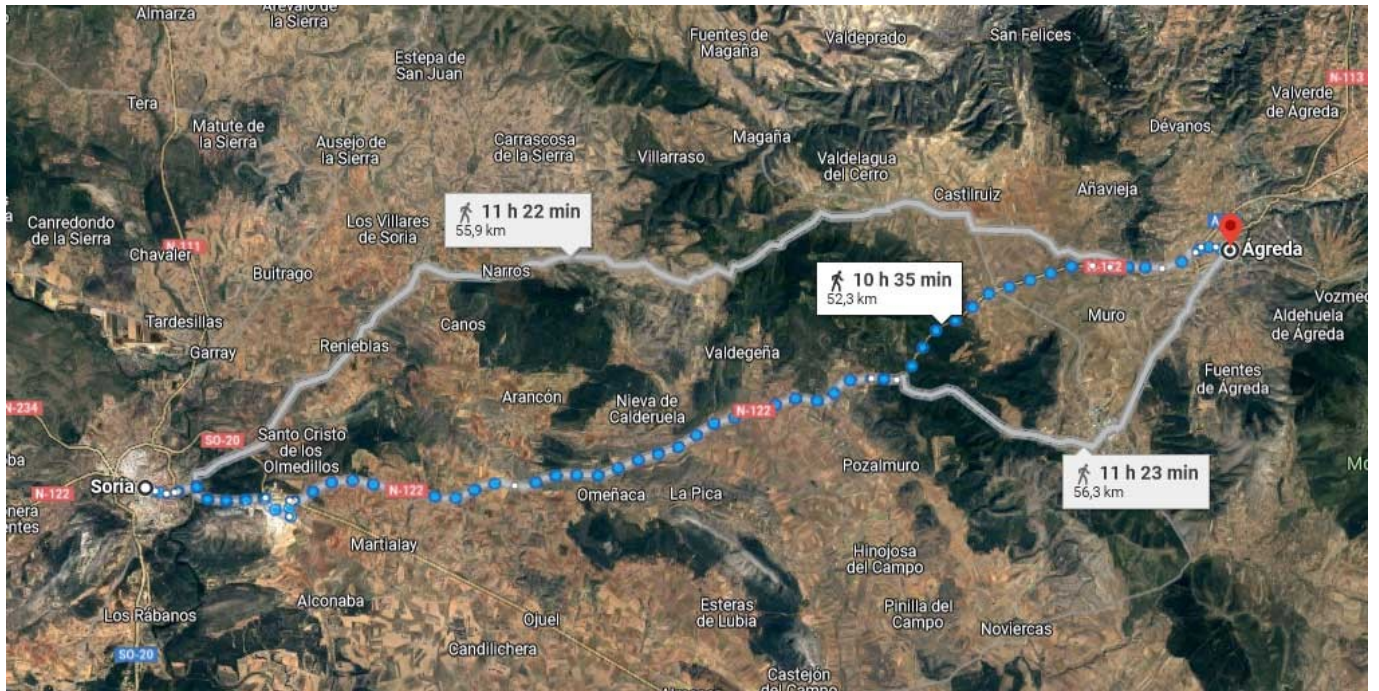 Almarza
Arévalo de
la Sierra
Estepa de
San Juan
Fuentes de
Magaña
Valdeprado
San Felices
N-113
Valverde
de Ágreda
Tera
Matute de
la Sierra
Ausejo de
la Sierra
Carrascosa
de la Sierra
Villarraso
Magaña
Valdelagua
del Cerro
Dévanos
Castilruiz
Añavieja
Canredondo
de la Sierra
Chavaler
N-111
Los Villares
de Soria
11 h 22 min
55,9 km
Buitrago
Narros
A
Ágreda
N-122
10 h 35 min
52,3 km
Vozme
Aldehuela
de Ágreda
Muro
Tardesillas
Garray
Renieblas
Canos
Valdegeña
Fuentes
de Ágreda
Arancón
Nieva de
Calderuela
N-122
N-234
SO-20
Santo Cristo
de los
Olmedillos
ba
Soria
N-122
N-122
Omeñaca
La Pica
Pozalmuro
11 h 23 min
56,3 km
Mo
nera
entes
Martialay
Hinojosa
del Campo
Los Rábanos
Alconaba
Ojuel
Esteras
de Lubia
Pinilla del
Campo
Noviercas
SO-20
Candilichera
Castejón
del Campo